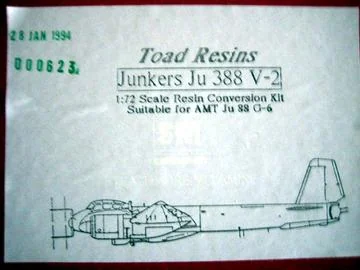 28 JAN 1994
000623
Toad Resins
Junkers Ju 388 V-2
1:72 Scale Resin Conversion Kit
Suitable for AMT Ju 88 G-6